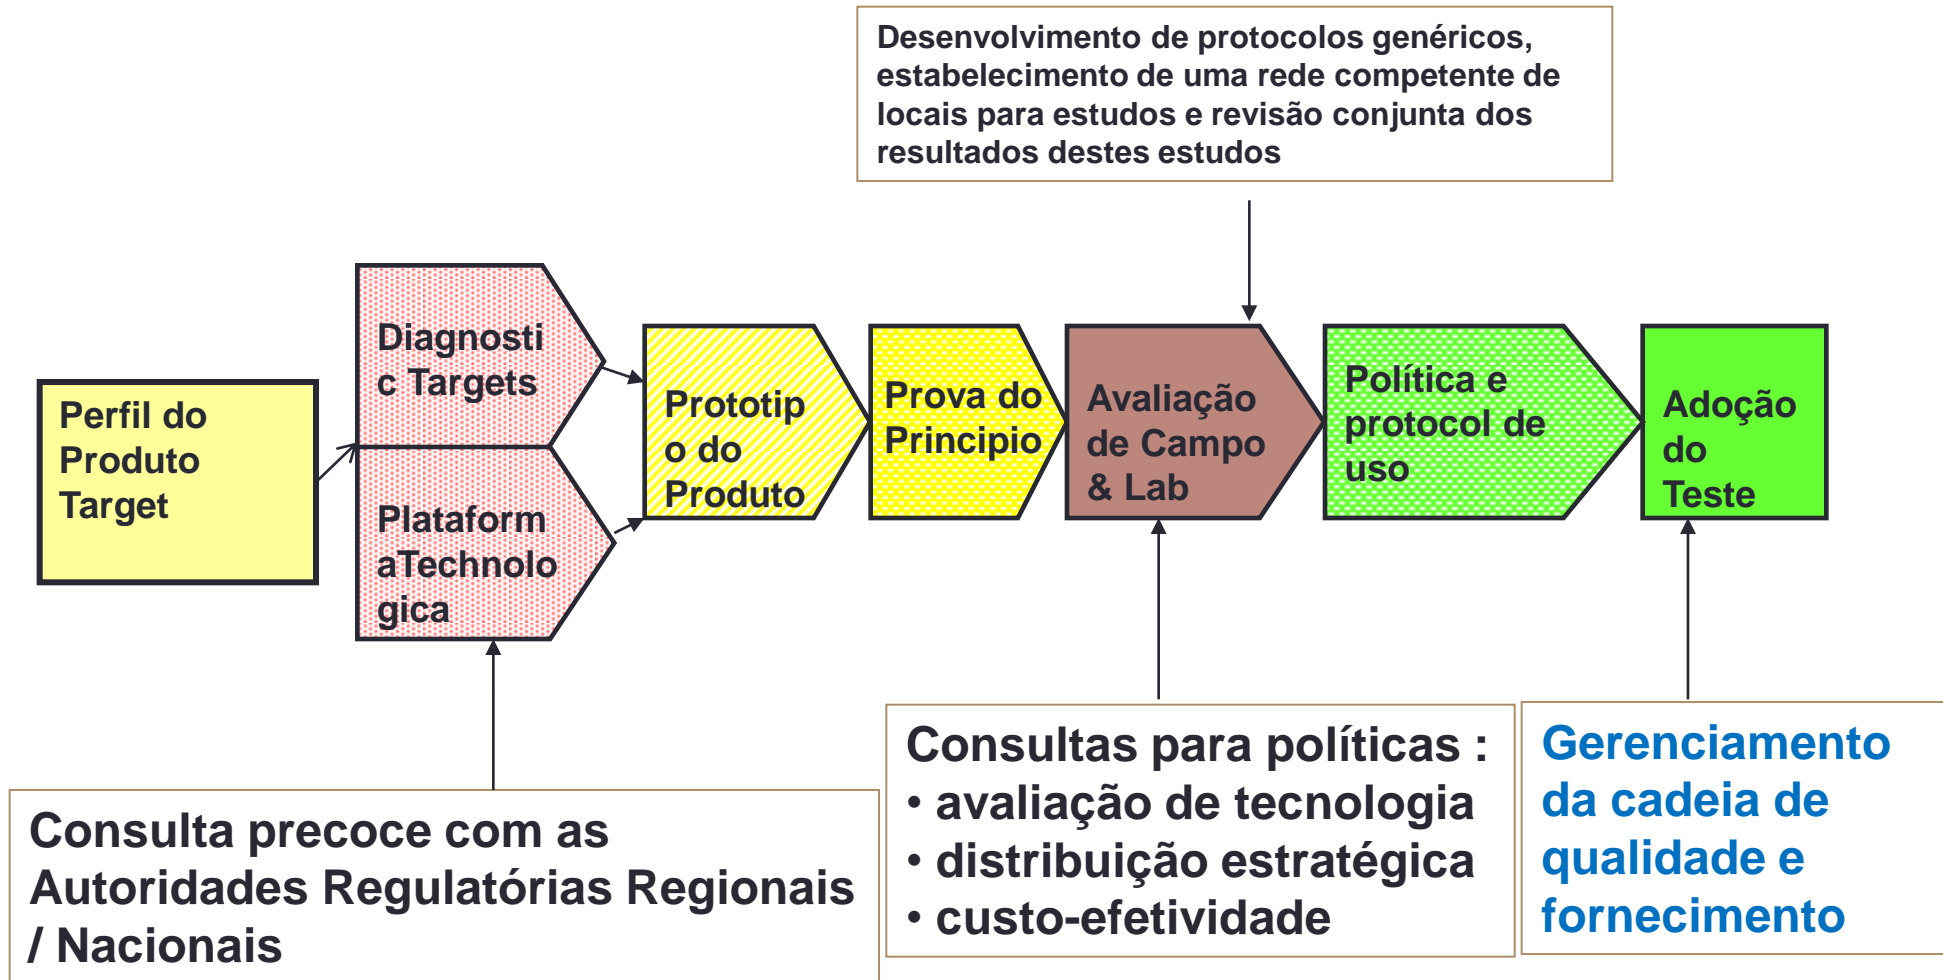 Desenvolvimento de protocolos genéricos,
estabelecimento de uma rede competente de
locais para estudos e revisão conjunta dos
resultados destes estudos
Perfil do
Produto
Target
Diagnosti
c Targets
Plataform
aTechnolo
gica
Prototip
o do
Produto
Prova do
Principio
Avaliação
de Campo
& Lab
Política e
protocol de
uso
Adoção
do
Teste
Consulta precoce com as
Autoridades Regulatórias Regionais
/ Nacionais
Consultas para políticas :
• avaliação de tecnologia
• distribuição estratégica
• custo-efetividade
Gerenciamento
da cadeia de
qualidade e
fornecimento